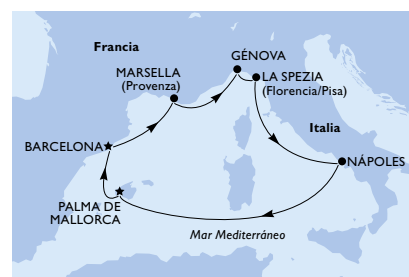 Francia
GÉNOVA
MARSELLA
(Provenza)
LA SPEZIA
(Florencia/Pisa)
Italia
BARCELONA
NÁPOLES
PALMA DE
MALLORCA
Mar Mediterráneo